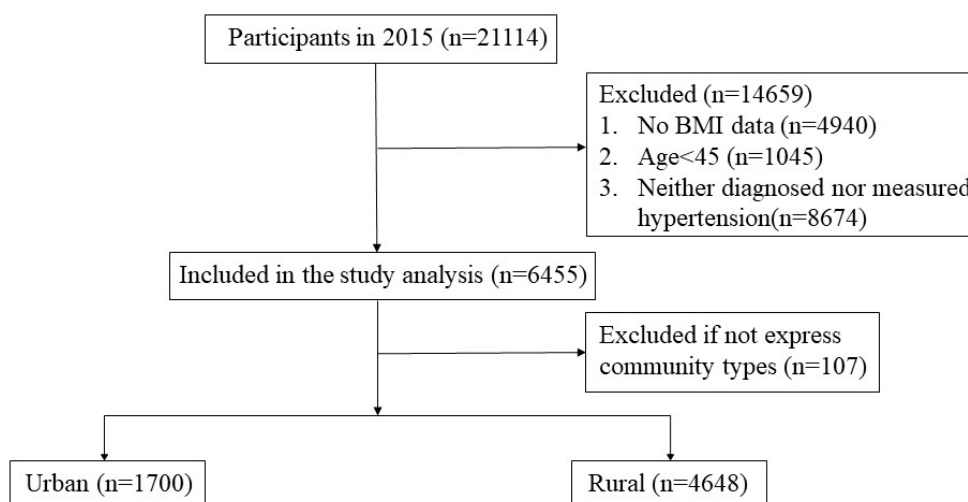 Participants in 2015 (n=21114)
Excluded (n=14659)
1. No BMI data (n=4940)
2. Age<45 (n=1045)
3. Neither diagnosed nor measured
hypertension(n=8674)
Included in the study analysis (n=6455)
Excluded if not express
community types (n=107)
Urban (n=1700)
Rural (n=4648)